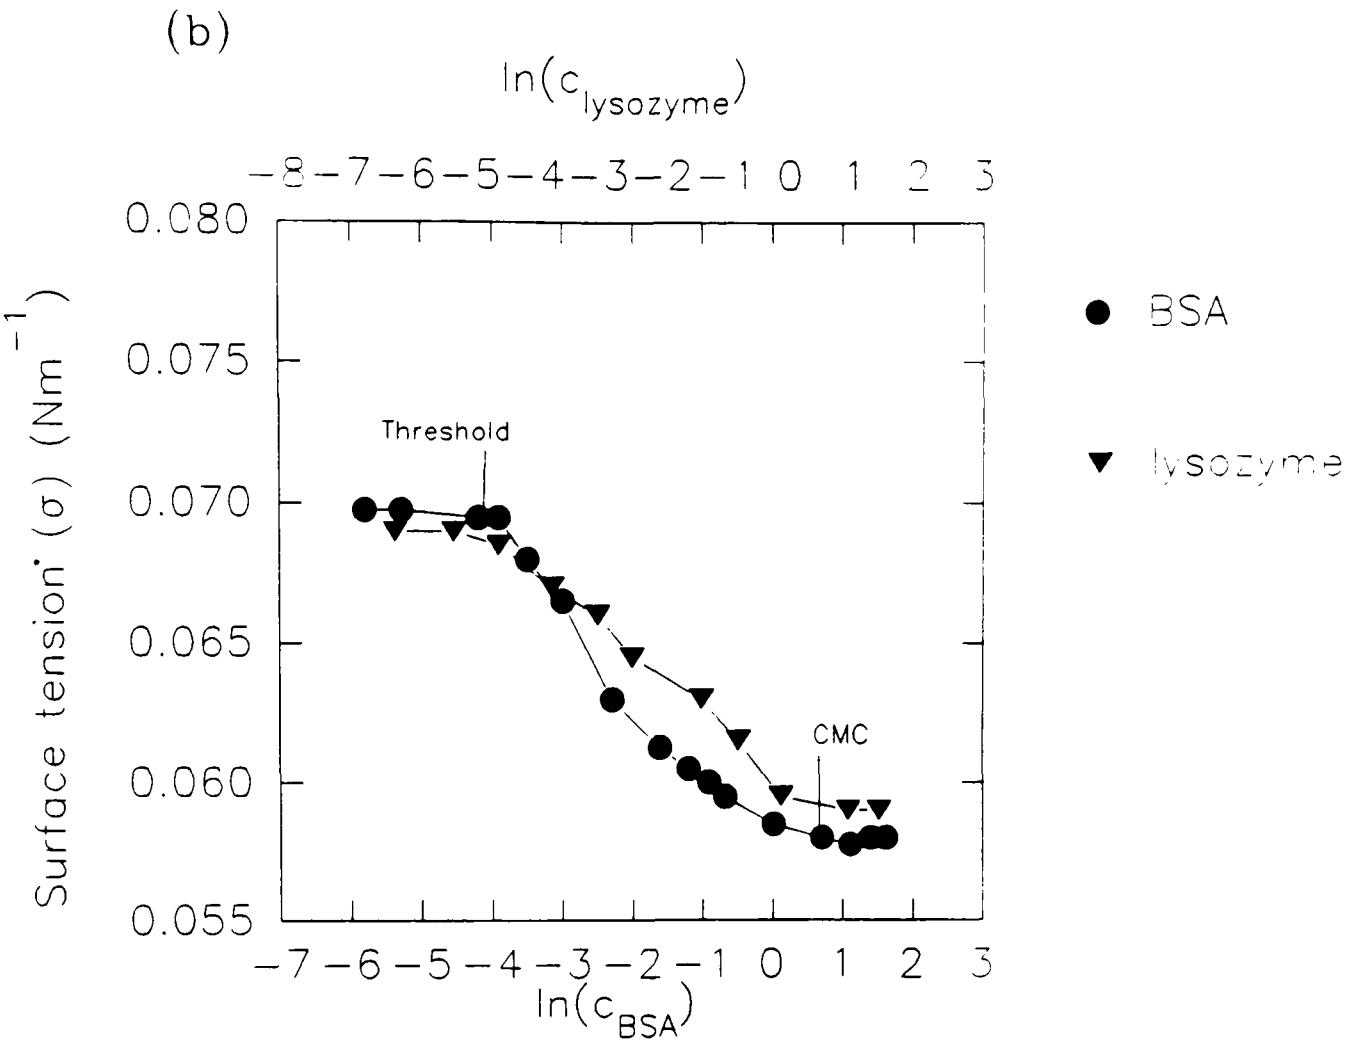 (b)
ln(c_lysozyme)
-8 -7 -6 -5 -4 -3 -2 -1 0 1 2 3
0.080
0.075
0.070
0.065
0.060
0.055
Surface tension (σ) (Nm⁻¹)
Threshold
CMC
BSA
lysozyme
-7 -6 -5 -4 -3 -2 -1 0 1 2 3
ln(c_BSA)